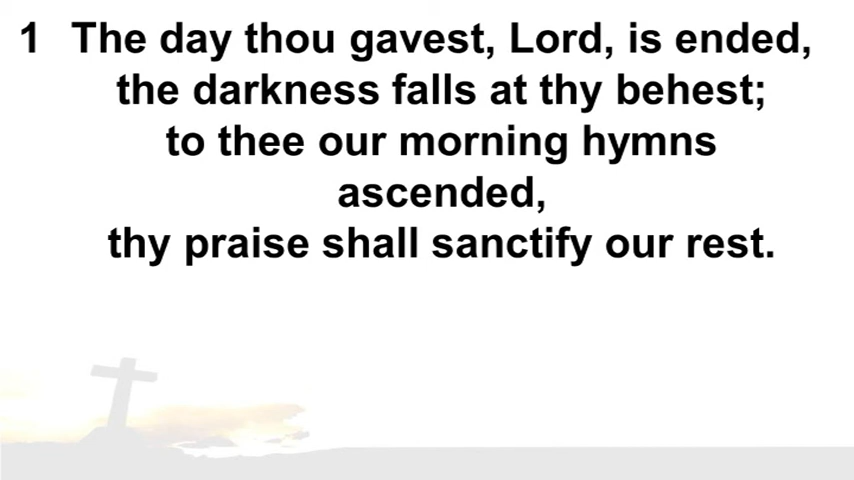 1 The day thou gavest, Lord, is ended,
the darkness falls at thy behest;
to thee our morning hymns
ascended,
thy praise shall sanctify our rest.